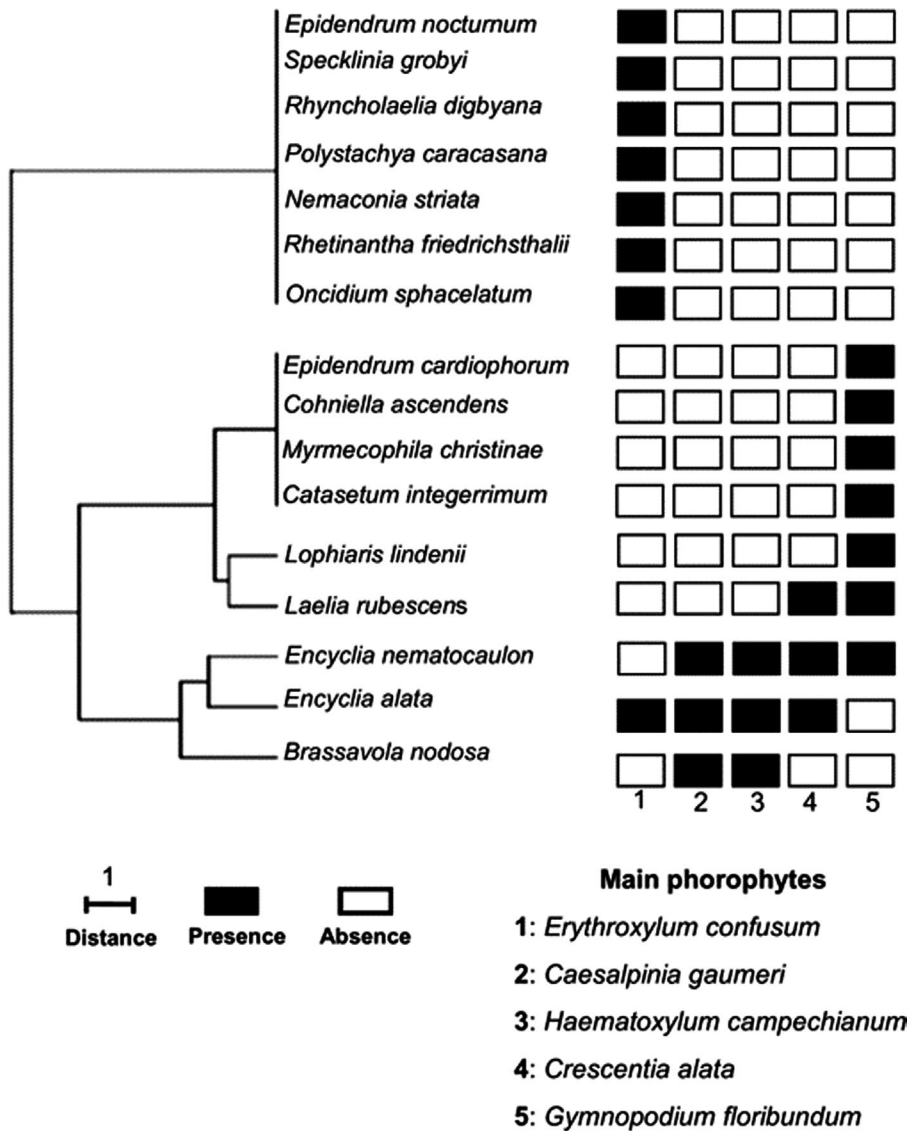 Epidendrum nocturnum
Specklinia grobyi
Rhyncholaelia digbyana
Polystachya caracasana
Nemaconia striata
Rhetinantha friedrichsthalii
Oncidium sphacelatum
Epidendrum cardiophorum
Cohniella ascendens
Myrmecophila christinae
Catasetum integerrimum
Lophiaris lindenii
Laelia rubescens
Encyclia nematocaulon
Encyclia alata
Brassavola nodosa
1 2 3 4 5
1
Distance Presence Absence
Main phorophytes
1: Erythroxylum confusum
2: Caesalpinia gaumeri
3: Haematoxylum campechianum
4: Crescentia alata
5: Gymnopodium floribundum